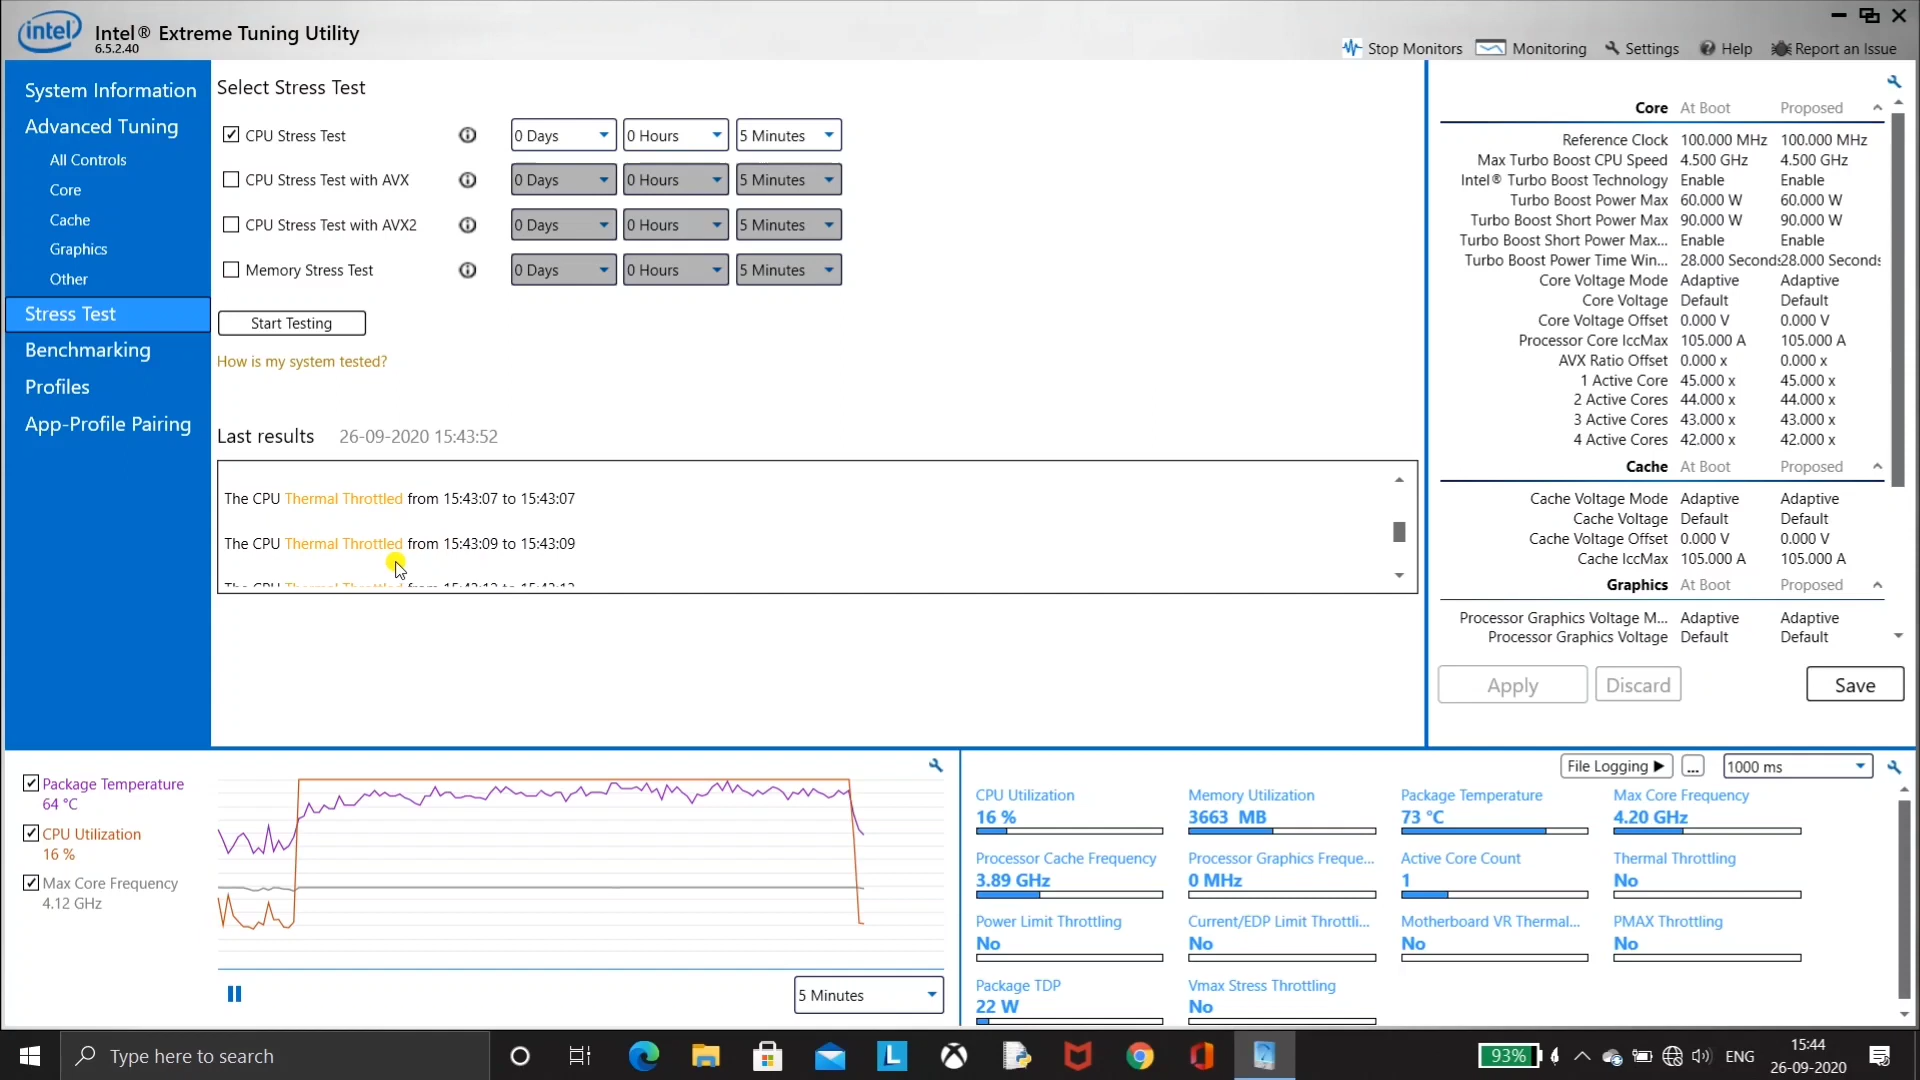 intel
Intel® Extreme Tuning Utility
6.5.2.40
Stop Monitors
Monitoring
Settings
Help
Report an Issue
System Information
Advanced Tuning
All Controls
Core
Cache
Graphics
Other
Stress Test
Benchmarking
Profiles
App-Profile Pairing
Select Stress Test
CPU Stress Test 0 Days 0 Hours 5 Minutes
CPU Stress Test with AVX 0 Days 0 Hours 5 Minutes
CPU Stress Test with AVX2 0 Days 0 Hours 5 Minutes
Memory Stress Test 0 Days 0 Hours 5 Minutes
Start Testing
How is my system tested?
Last results 26-09-2020 15:43:52
The CPU Thermal Throttled from 15:43:07 to 15:43:07
The CPU Thermal Throttled from 15:43:09 to 15:43:09
Core At Boot Proposed
Reference Clock 100.000 MHz 100.000 MHz
Max Turbo Boost CPU Speed 4.500 GHz 4.500 GHz
Intel® Turbo Boost Technology Enable Enable
Turbo Boost Power Max 60.000 W 60.000 W
Turbo Boost Short Power Max 90.000 W 90.000 W
Turbo Boost Short Power Max... Enable Enable
Turbo Boost Power Time Win... 28.000 Seconds 28.000 Seconds
Core Voltage Mode Adaptive Adaptive
Core Voltage Default Default
Core Voltage Offset 0.000 V 0.000 V
Processor Core IccMax 105.000 A 105.000 A
AVX Ratio Offset 0.000 x 0.000 x
1 Active Core 45.000 x 45.000 x
2 Active Cores 44.000 x 44.000 x
3 Active Cores 43.000 x 43.000 x
4 Active Cores 42.000 x 42.000 x
Cache At Boot Proposed
Cache Voltage Mode Adaptive Adaptive
Cache Voltage Default Default
Cache Voltage Offset 0.000 V 0.000 V
Cache IccMax 105.000 A 105.000 A
Graphics At Boot Proposed
Processor Graphics Voltage M... Adaptive Adaptive
Processor Graphics Voltage Default Default
Apply Discard Save
Package Temperature
64 °C
CPU Utilization
16 %
Max Core Frequency
4.12 GHz
5 Minutes
File Logging ... 1000 ms
CPU Utilization Memory Utilization Package Temperature Max Core Frequency
16 % 3663 MB 73 °C 4.20 GHz
Processor Cache Frequency Processor Graphics Freque... Active Core Count Thermal Throttling
3.89 GHz 0 MHz 1 No
Power Limit Throttling Current/EDP Limit Throttli... Motherboard VR Thermal... PMAX Throttling
No No No No
Package TDP Vmax Stress Throttling
22 W No
Type here to search
L
93%
ENG
15:44
26-09-2020